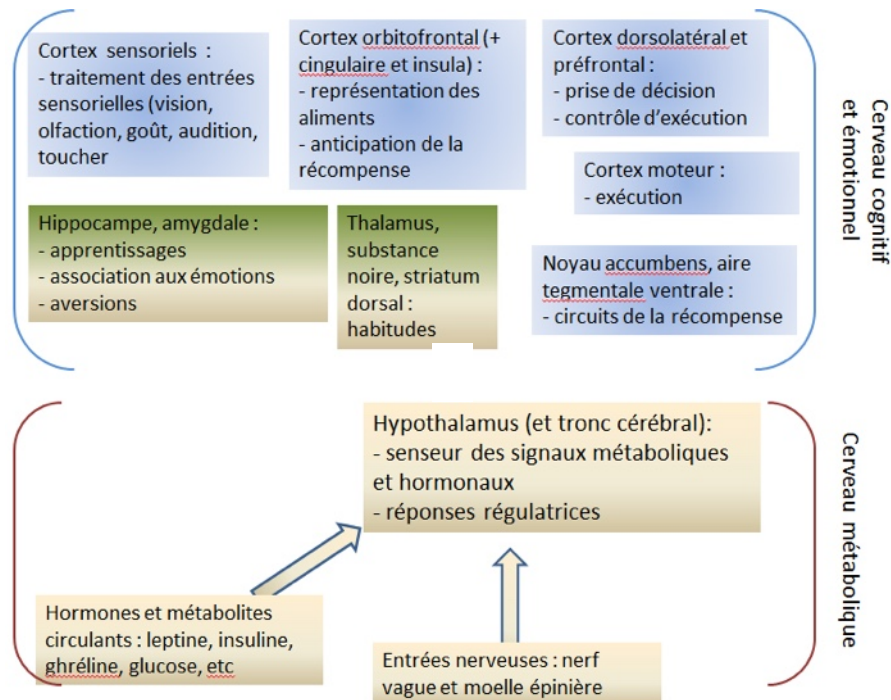 Cortex sensoriels :
- traitement des entrées
sensorielles (vision,
olfaction, goût, audition,
toucher
Cortex orbitofrontal (+
cingulaire et insula) :
- représentation des
aliments
- anticipation de la
récompense
Cortex dorsolatéral et
préfrontal :
- prise de décision
- contrôle d'exécution
Cortex moteur :
- exécution
Hippocampe, amygdale :
- apprentissages
- association aux émotions
- aversions
Thalamus,
substance
noire, striatum
dorsal :
habitudes
Noyau accumbens, aire
tegmentale ventrale :
- circuits de la récompense
Cerveau cognitif
et émotionnel
Hypothalamus (et tronc cérébral):
- senseur des signaux métaboliques
et hormonaux
- réponses régulatrices
Hormones et métabolites
circulants : leptine, insuline,
ghréline, glucose, etc
Entrées nerveuses : nerf
vague et moelle épinière
Cerveau métabolique